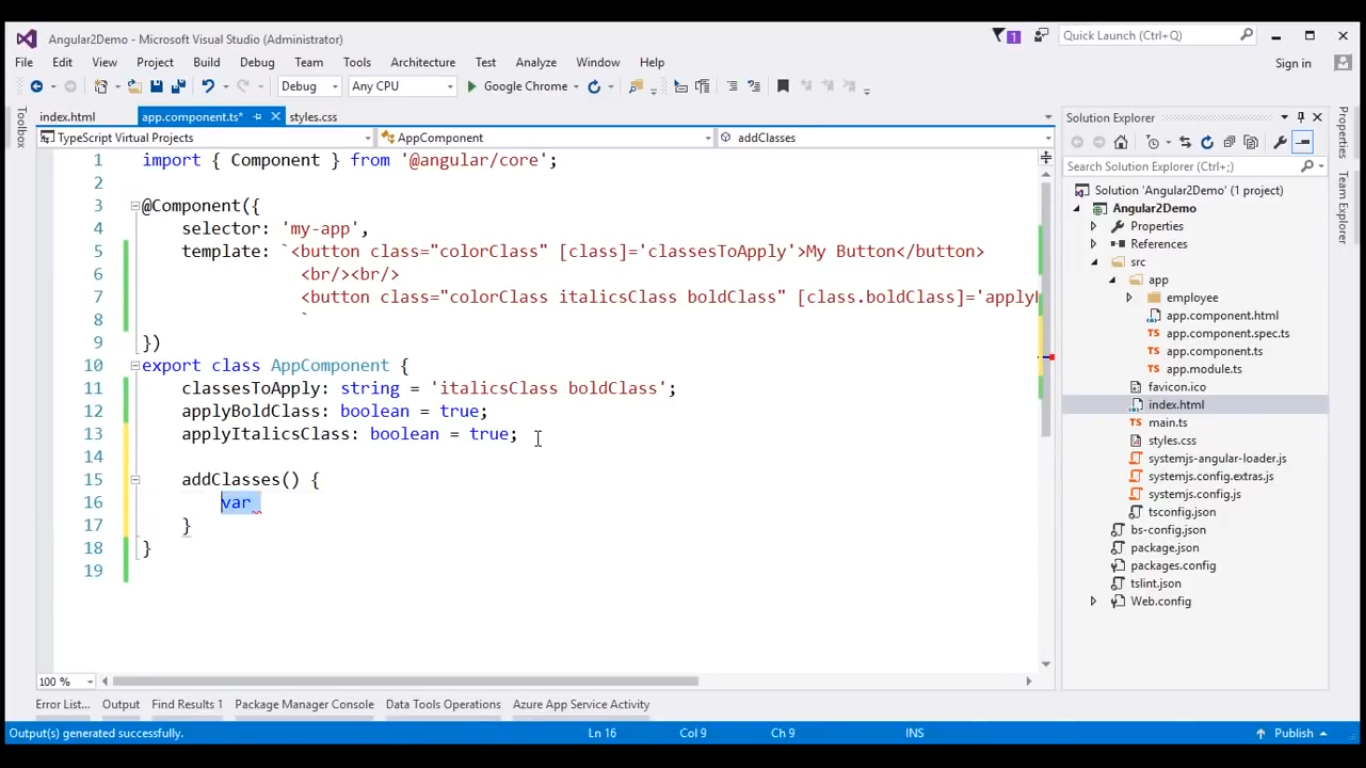 Angular2Demo - Microsoft Visual Studio (Administrator)
1
Quick Launch (Ctrl+Q)
File Edit View Project Build Debug Team Tools Architecture Test Analyze Window Help
Sign in
Debug Any CPU Google Chrome
Toolbox
index.html app.component.ts* styles.css
TypeScript Virtual Projects AppComponent addClasses
1 import { Component } from '@angular/core';
2
3 @Component({
4 selector: 'my-app',
5 template: `<button class="colorClass" [class]='classesToApply'>My Button</button>
6 <br/><br/>
7 <button class="colorClass italicsClass boldClass" [class.boldClass]='apply
8 `
9 })
10 export class AppComponent {
11 classesToApply: string = 'italicsClass boldClass';
12 applyBoldClass: boolean = true;
13 applyItalicsClass: boolean = true;
14
15 addClasses() {
16 var
17 }
18 }
19
100 %
Solution Explorer
Search Solution Explorer (Ctrl+;)
Solution 'Angular2Demo' (1 project)
Angular2Demo
Properties
References
src
app
employee
app.component.html
app.component.spec.ts
app.component.ts
app.module.ts
favicon.ico
index.html
main.ts
styles.css
systemjs-angular-loader.js
systemjs.config.extras.js
systemjs.config.js
tsconfig.json
bs-config.json
package.json
packages.config
tslint.json
Web.config
Properties
Team Explorer
Error List... Output Find Results 1 Package Manager Console Data Tools Operations Azure App Service Activity
Output(s) generated successfully. Ln 16 Col 9 Ch 9 INS Publish